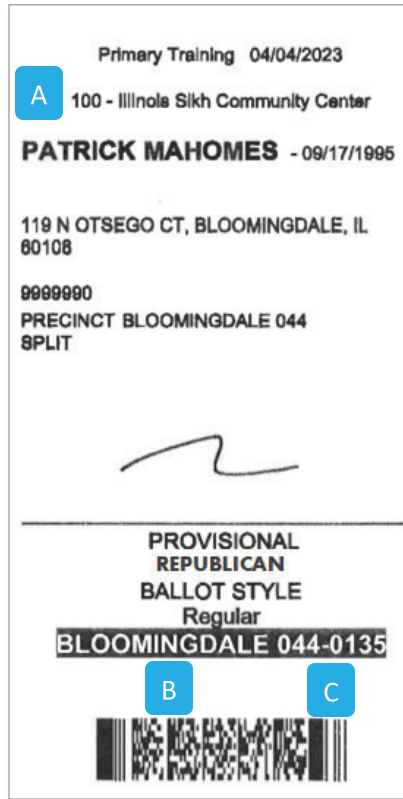 Primary Training 04/04/2023
A
100 - Illinois Sikh Community Center
PATRICK MAHOMES - 09/17/1995
119 N OTSEGO CT, BLOOMINGDALE, IL
60108
9999990
PRECINCT BLOOMINGDALE 044
SPLIT
PROVISIONAL
REPUBLICAN
BALLOT STYLE
Regular
BLOOMINGDALE 044-0135
B
C